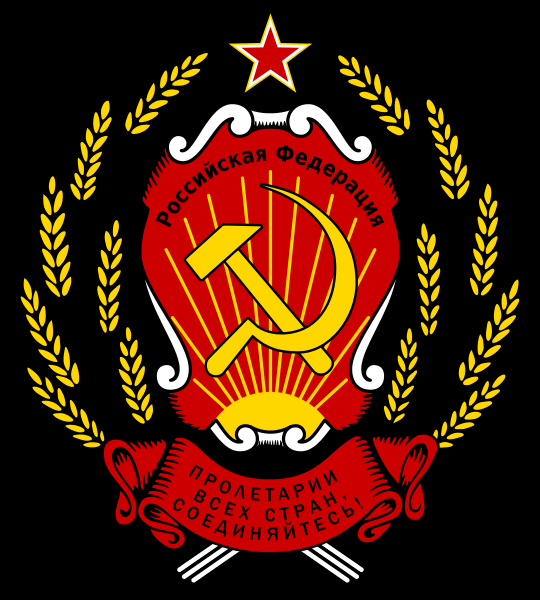 Российская Федерация
ПРОЛЕТАРИИ
ВСЕХ СТРАН,
СОЕДИНЯЙТЕСЬ!